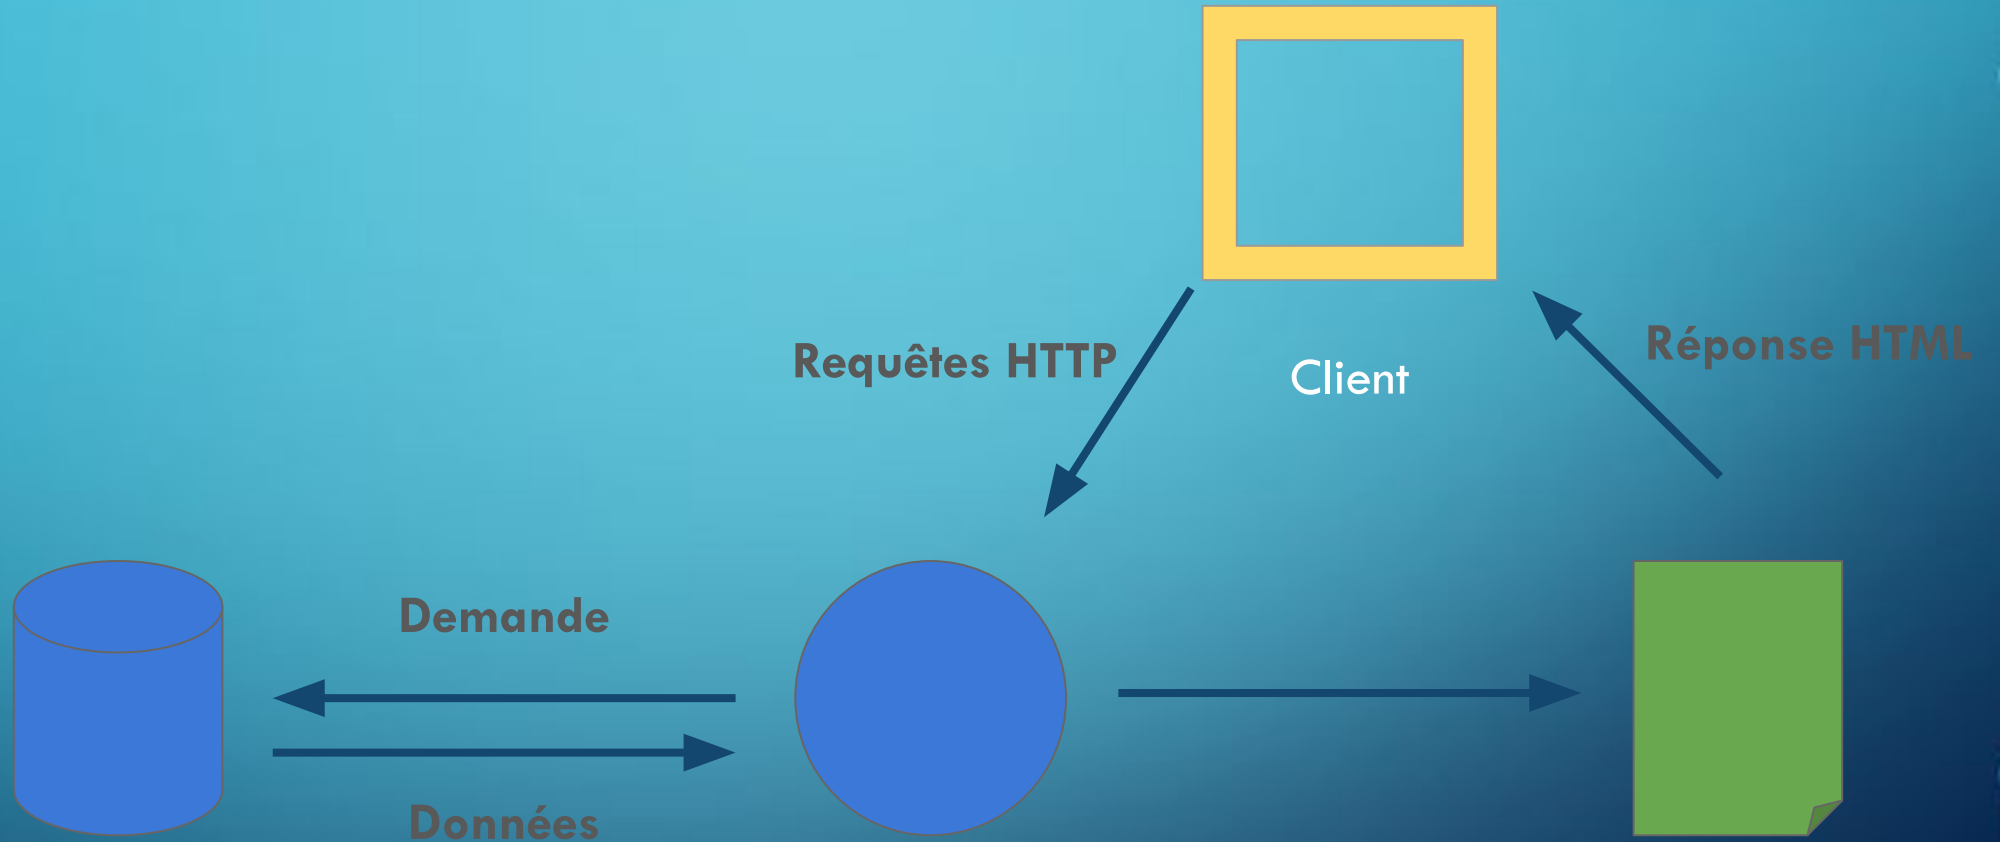 Requêtes HTTP
Client
Réponse HTML
Demande
Données